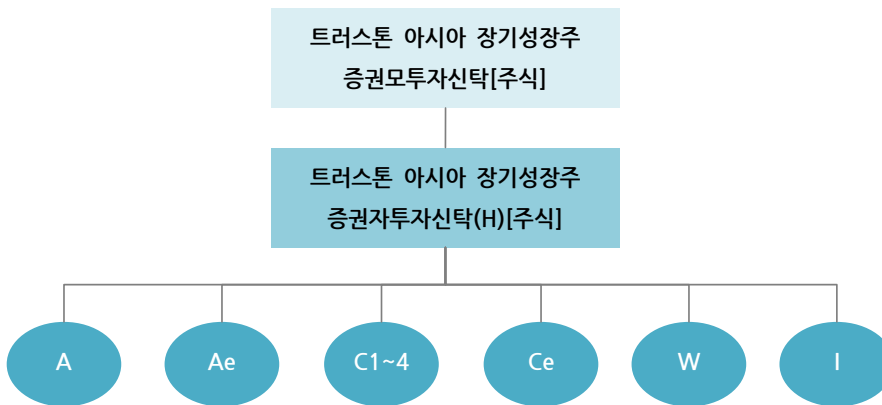 트러스톤 아시아 장기성장주
증권모투자신탁[주식]
트러스톤 아시아 장기성장주
증권자투자신탁(H)[주식]
A
Ae
C1~4
Ce
W
I